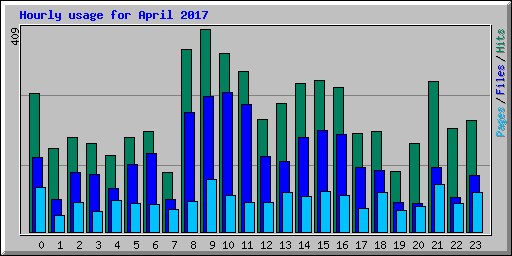 Hourly usage for April 2017
409
Pages / Files / Hits
0 1 2 3 4 5 6 7 8 9 10 11 12 13 14 15 16 17 18 19 20 21 22 23